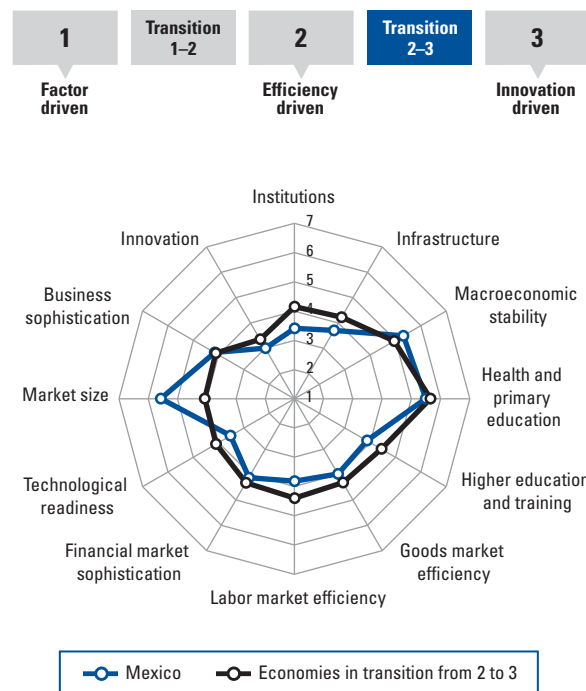 1
Transition
1–2
2
Transition
2–3
3
Factor
driven
Efficiency
driven
Innovation
driven
Institutions
7
6
5
4
3
2
1
Innovation
Infrastructure
Business
sophistication
Macroeconomic
stability
Market size
Health and
primary
education
Technological
readiness
Higher education
and training
Financial market
sophistication
Goods market
efficiency
Labor market efficiency
Mexico
Economies in transition from 2 to 3